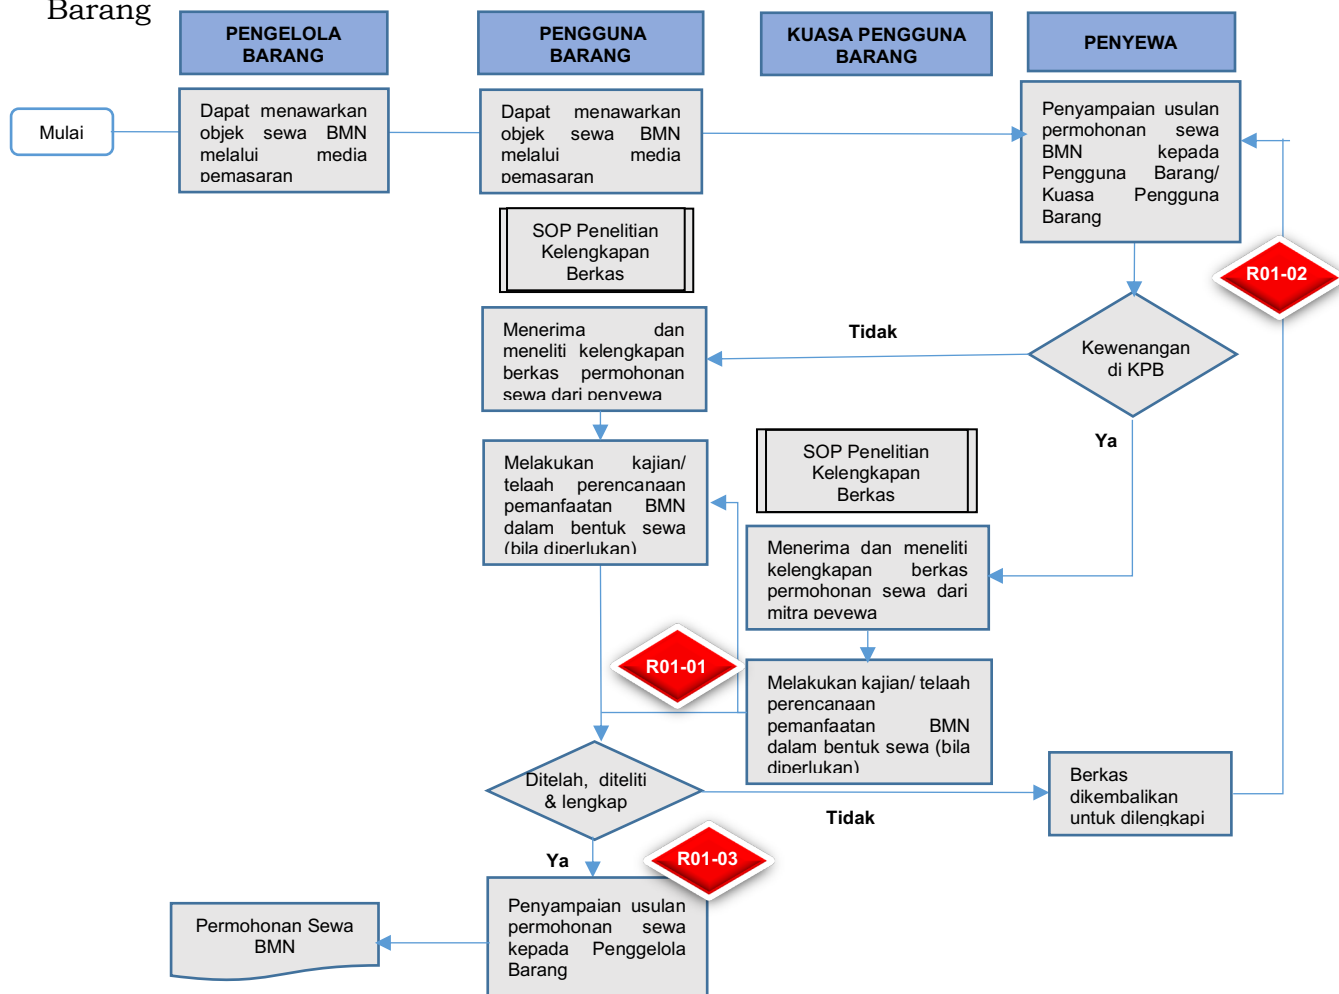 Barang
PENGELOLA
BARANG
PENGGUNA
BARANG
KUASA PENGGUNA
BARANG
PENYEWA
Mulai
Dapat menawarkan
objek sewa BMN
melalui media
pemasaran
Dapat menawarkan
objek sewa BMN
melalui media
pemasaran
Penyampaian usulan
permohonan sewa
BMN kepada
Pengguna Barang/
Kuasa Pengguna
Barang
SOP Penelitian
Kelengkapan
Berkas
R01-02
Menerima dan
meneliti kelengkapan
berkas permohonan
sewa dari penyewa
Tidak
Kewenangan
di KPB
Ya
Melakukan kajian/
telaah perencanaan
pemanfaatan BMN
dalam bentuk sewa
(bila diperlukan)
SOP Penelitian
Kelengkapan
Berkas
Menerima dan meneliti
kelengkapan berkas
permohonan sewa dari
mitra peyewa
R01-01
Melakukan kajian/ telaah
perencanaan
pemanfaatan BMN
dalam bentuk sewa (bila
diperlukan)
Ditelah, diteliti
& lengkap
Tidak
Berkas
dikembalikan
untuk dilengkapi
Ya
R01-03
Penyampaian usulan
permohonan sewa
kepada Penggelola
Barang
Permohonan Sewa
BMN